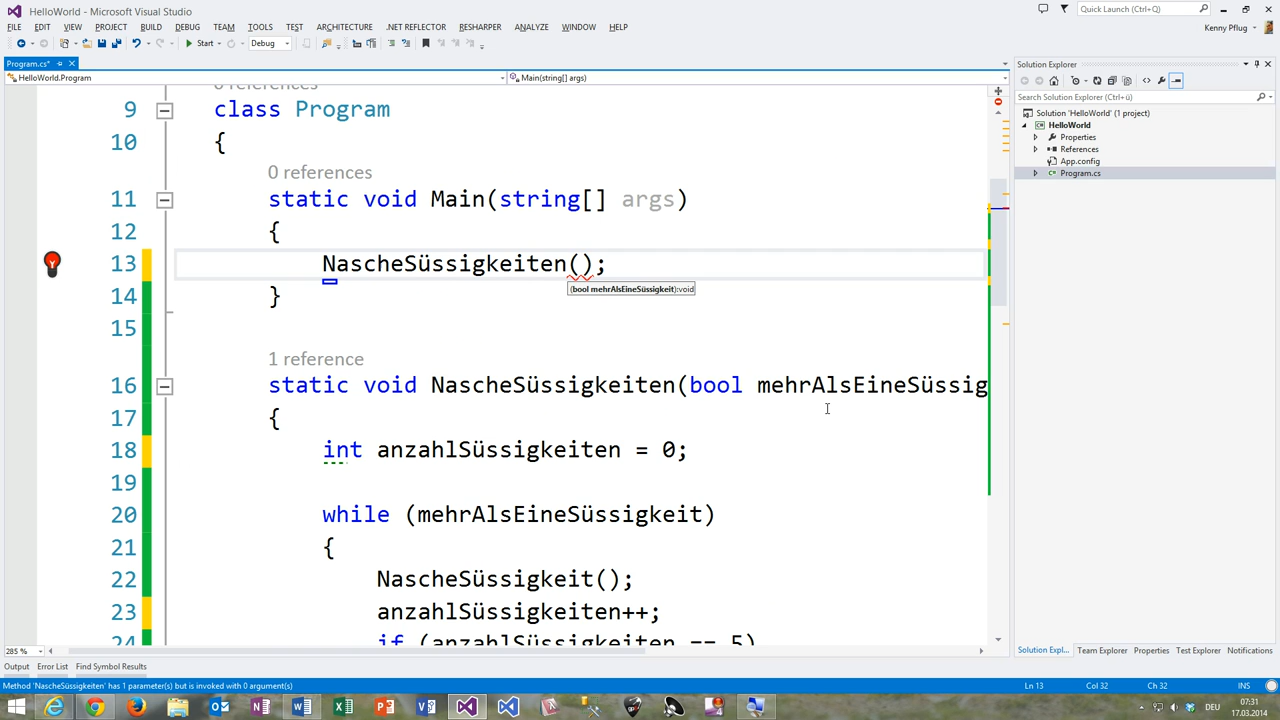 HelloWorld - Microsoft Visual Studio
Quick Launch (Ctrl+Q)
FILE EDIT VIEW PROJECT BUILD DEBUG TEAM TOOLS TEST ARCHITECTURE .NET REFLECTOR RESHARPER ANALYZE WINDOW HELP
Kenny Pflug
Start Debug
Program.cs*
HelloWorld.Program
Main(string[] args)
9 class Program
10 {
0 references
11 static void Main(string[] args)
12 {
13 NascheSüssigkeiten();
(bool mehrAlsEineSüssigkeit):void
14 }
15
1 reference
16 static void NascheSüssigkeiten(bool mehrAlsEineSüssig
17 {
18 int anzahlSüssigkeiten = 0;
19
20 while (mehrAlsEineSüssigkeit)
21 {
22 NascheSüssigkeit();
23 anzahlSüssigkeiten++;
24 if (anzahlSüssigkeiten == 5)
285 %
Solution Explorer
Search Solution Explorer (Ctrl+ü)
Solution 'HelloWorld' (1 project)
HelloWorld
Properties
References
App.config
Program.cs
Solution Expl... Team Explorer Properties Test Explorer Notifications
Output Error List Find Symbol Results
Method 'NascheSüssigkeiten' has 1 parameter(s) but is invoked with 0 argument(s)
Ln 13 Col 32 Ch 32 INS
DEU
07:31
17.03.2014